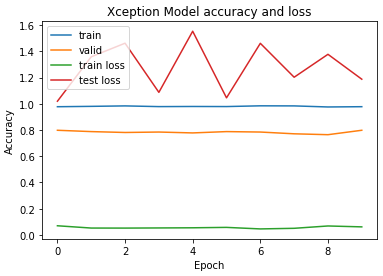 Xception Model accuracy and loss
train
valid
train loss
test loss
Accuracy
1.6
1.4
1.2
1.0
0.8
0.6
0.4
0.2
0.0
0 2 4 6 8
Epoch